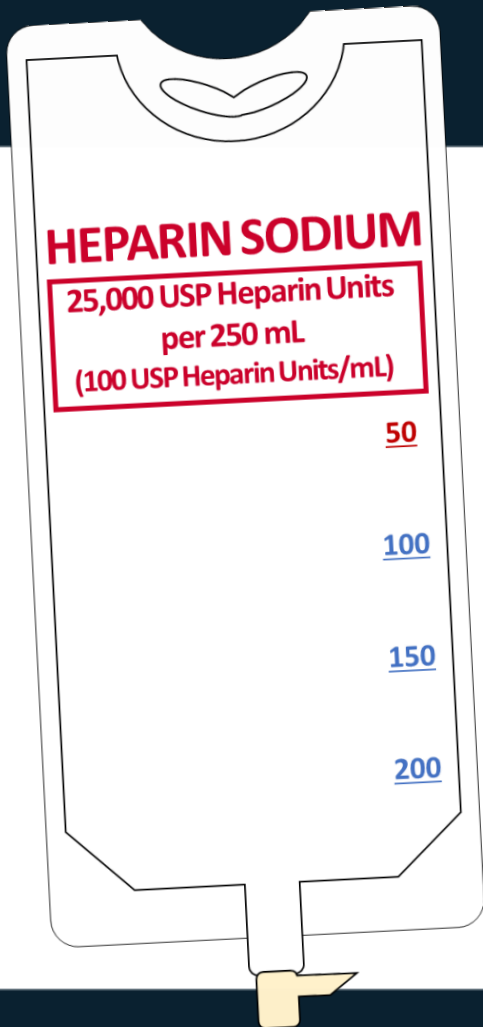 HEPARIN SODIUM
25,000 USP Heparin Units
per 250 mL
(100 USP Heparin Units/mL)
50
100
150
200